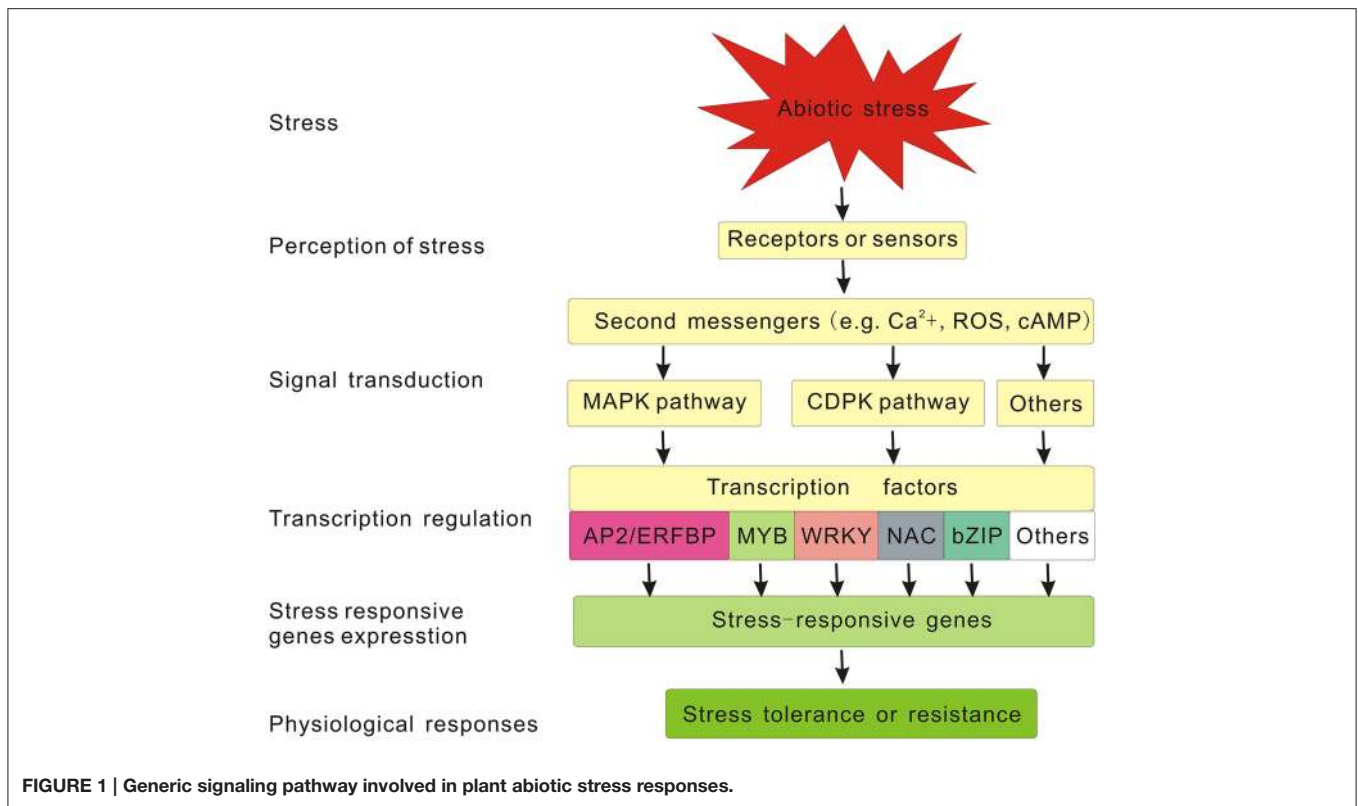 Stress
Abiotic stress
Perception of stress
Receptors or sensors
Second messengers (e.g. Ca²⁺, ROS, cAMP)
Signal transduction
MAPK pathway
CDPK pathway
Others
Transcription factors
Transcription regulation
AP2/ERFBP
MYB
WRKY
NAC
bZIP
Others
Stress responsive
genes expresstion
Stress-responsive genes
Physiological responses
Stress tolerance or resistance
FIGURE 1 | Generic signaling pathway involved in plant abiotic stress responses.